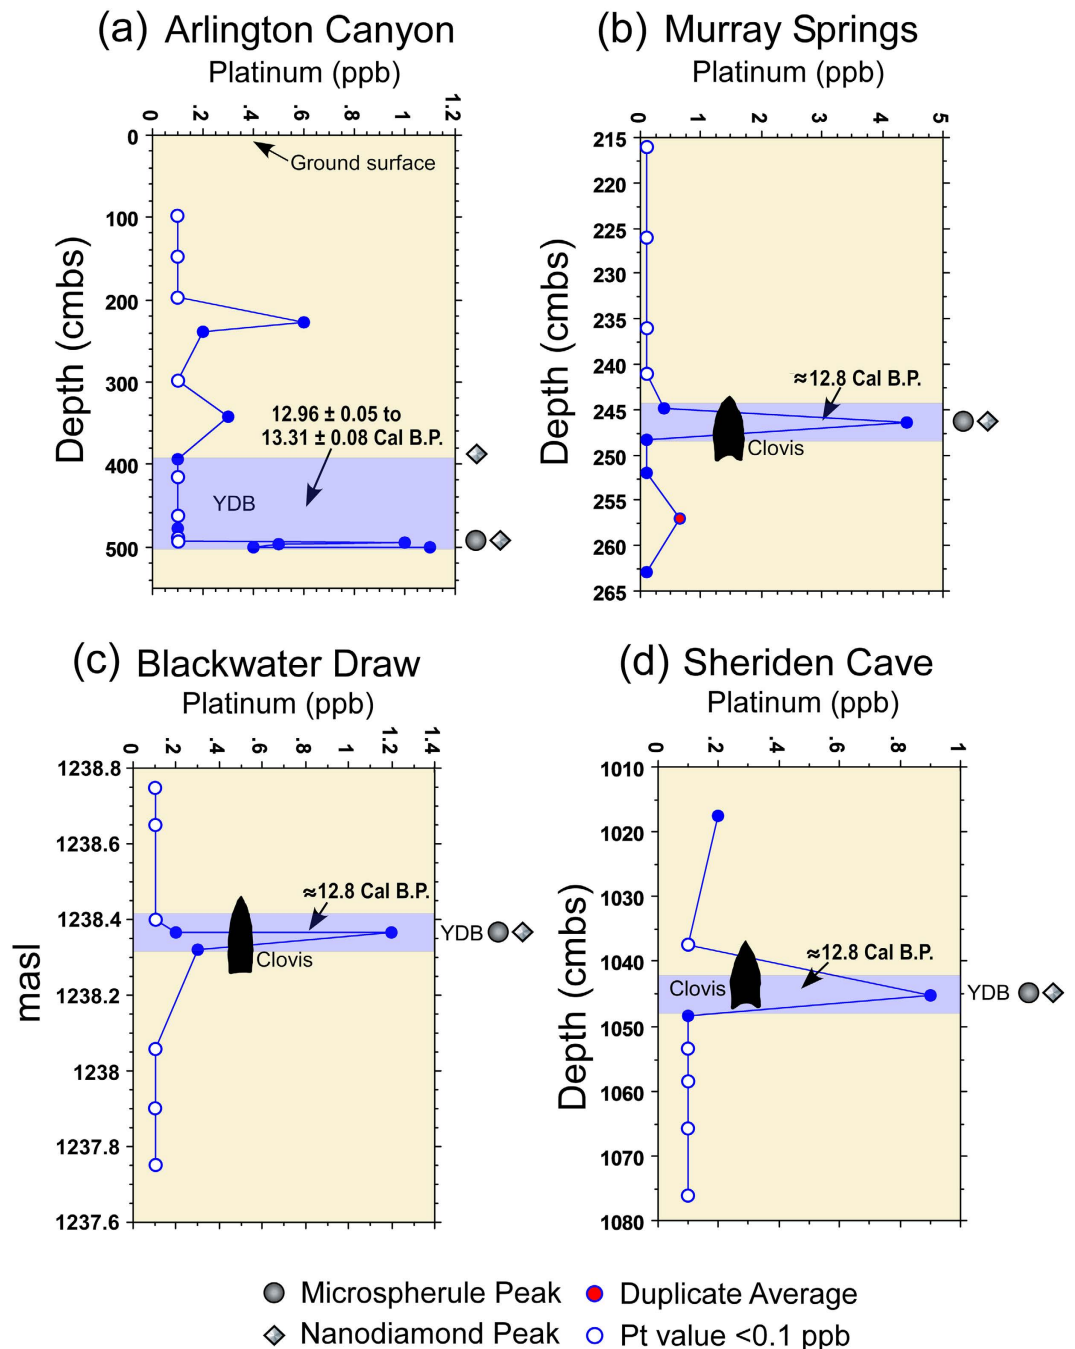 (a) Arlington Canyon
Platinum (ppb)
0 .2 .4 .6 .8 1 1.2
Depth (cmbs)
0
100
200
300
400
500
Ground surface
12.96 ± 0.05 to
13.31 ± 0.08 Cal B.P.
YDB
(b) Murray Springs
Platinum (ppb)
0 1 2 3 4 5
Depth (cmbs)
215
220
225
230
235
240
245
250
255
260
265
≈12.8 Cal B.P.
Clovis
(c) Blackwater Draw
Platinum (ppb)
0 .2 .4 .6 .8 1 1.2 1.4
masl
1238.8
1238.6
1238.4
1238.2
1238
1237.8
1237.6
≈12.8 Cal B.P.
Clovis
YDB
(d) Sheriden Cave
Platinum (ppb)
0 .2 .4 .6 .8 1
Depth (cmbs)
1010
1020
1030
1040
1050
1060
1070
1080
≈12.8 Cal B.P.
Clovis
YDB
Microspherule Peak
Duplicate Average
Nanodiamond Peak
Pt value <0.1 ppb